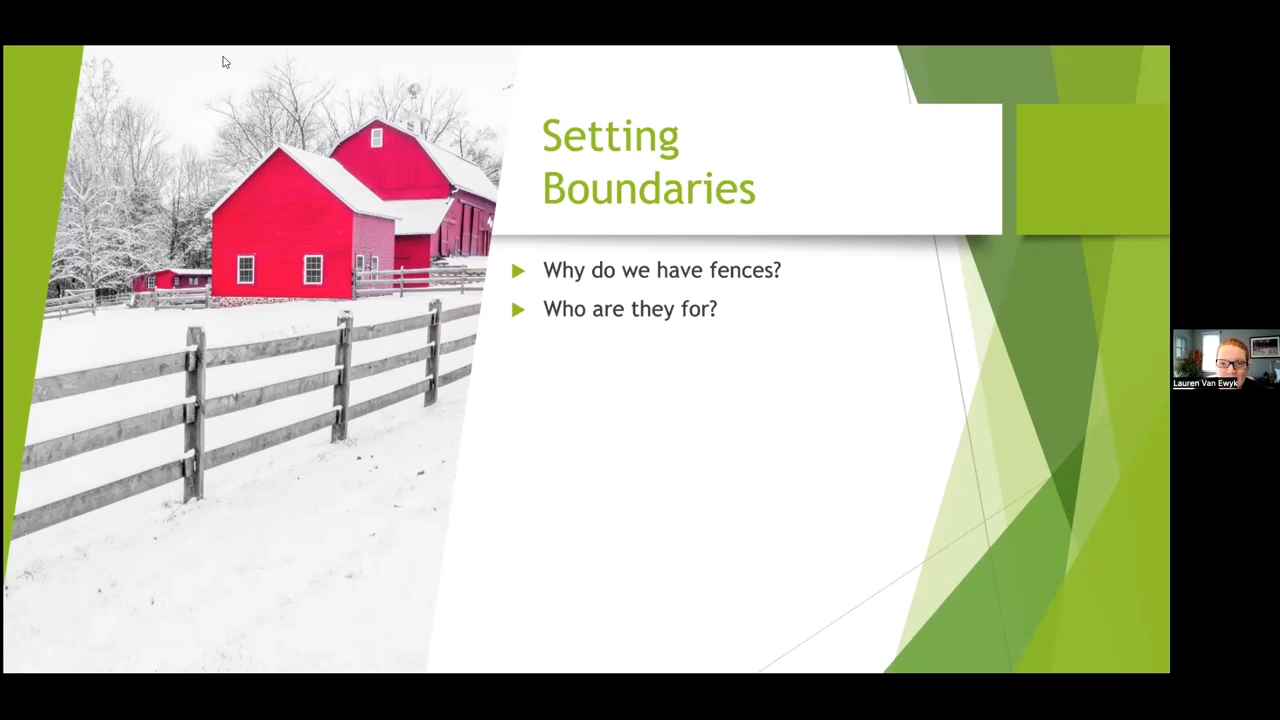 Setting
Boundaries
Why do we have fences?
Who are they for?
Lauren Van Ewyk